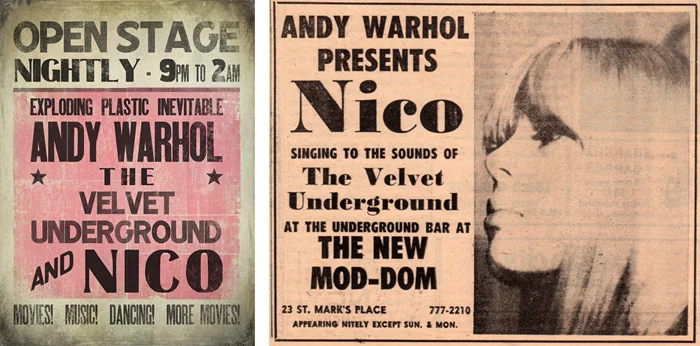 OPEN STAGE
NIGHTLY - 9PM TO 2AM
EXPLODING PLASTIC INEVITABLE
ANDY WARHOL
THE
VELVET
UNDERGROUND
AND NICO
MOVIES! MUSIC! DANCING! MORE MOVIES!
ANDY WARHOL
PRESENTS
Nico
SINGING TO THE SOUNDS OF
The Velvet
Underground
AT THE UNDERGROUND BAR AT
THE NEW
MOD-DOM
23 ST. MARK'S PLACE 777-2210
APPEARING NITELY EXCEPT SUN. & MON.